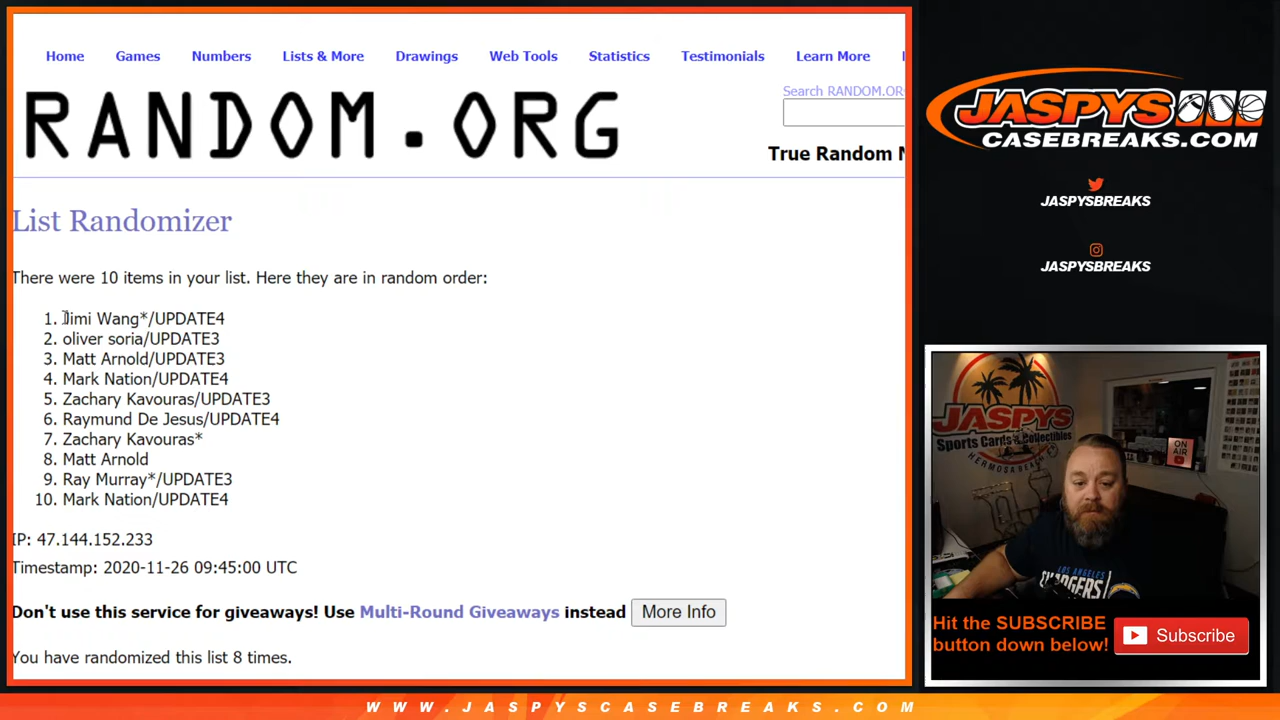 Home Games Numbers Lists & More Drawings Web Tools Statistics Testimonials Learn More
Search RANDOM.OR
RANDOM.ORG
True Random
List Randomizer
There were 10 items in your list. Here they are in random order:
1. Jimi Wang*/UPDATE4
2. oliver soria/UPDATE3
3. Matt Arnold/UPDATE3
4. Mark Nation/UPDATE4
5. Zachary Kavouras/UPDATE3
6. Raymund De Jesus/UPDATE4
7. Zachary Kavouras*
8. Matt Arnold
9. Ray Murray*/UPDATE3
10. Mark Nation/UPDATE4
IP: 47.144.152.233
Timestamp: 2020-11-26 09:45:00 UTC
Don't use this service for giveaways! Use Multi-Round Giveaways instead More Info
You have randomized this list 8 times.
JASPYS
CASEBREAKS.COM
JASPYSBREAKS
JASPYSBREAKS
JASPYS
Sports Cards & Collectibles
HERMOSA BEACH
ON AIR
LOS ANGELES
CHARGERS
Hit the SUBSCRIBE
button down below!
Subscribe
WWW.JASPYSCASEBREAKS.COM